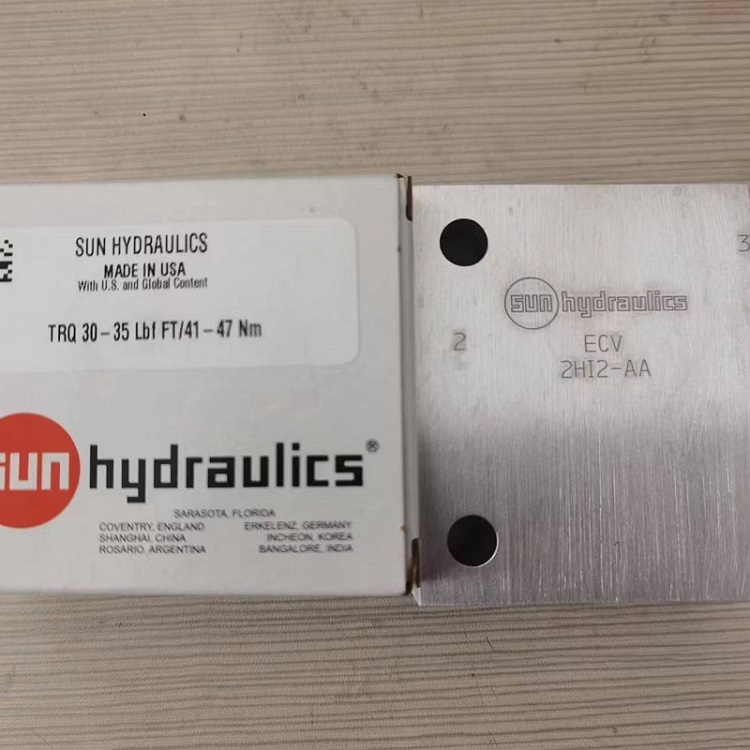 SUN HYDRAULICS
MADE IN USA
With U.S. and Global Content
TRQ 30-35 Lbf FT/41-47 Nm
sun hydraulics®
SARASOTA, FLORIDA
COVENTRY, ENGLAND ERKELENZ, GERMANY
SHANGHAI, CHINA INCHEON, KOREA
ROSARIO, ARGENTINA BANGALORE, INDIA
3
sun hydraulics
2
ECV
2HI2-AA